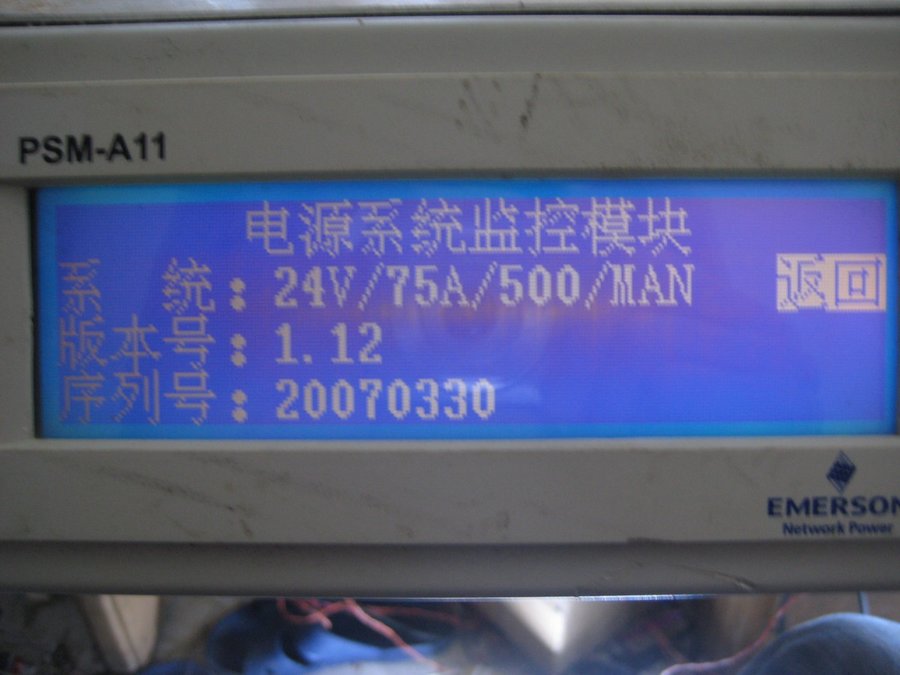 PSM-A11
电源系统监控模块
系 统：24V/75A/500/MAN 返回
版本号：1.12
序列号：20070330
EMERSON
Network Power